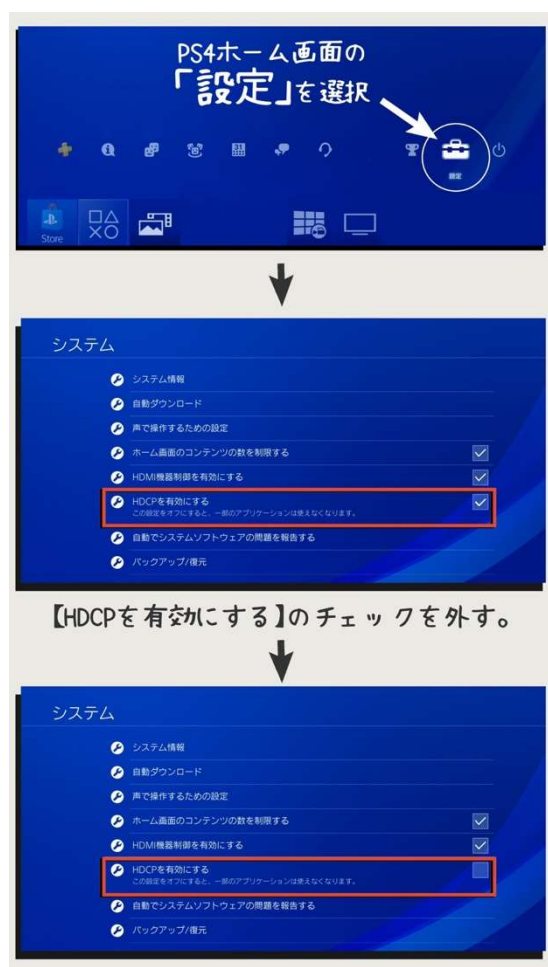 PS4ホーム画面の
「設定」を選択
31
設定
Store
システム
システム情報
自動ダウンロード
声で操作するための設定
ホーム画面のコンテンツの数を制限する
HDMI機器制御を有効にする
HDCPを有効にする
この設定をオフにすると、一部のアプリケーションは使えなくなります。
自動でシステムソフトウェアの問題を報告する
バックアップ/復元
【HDCPを有効にする】のチェックを外す。
システム
システム情報
自動ダウンロード
声で操作するための設定
ホーム画面のコンテンツの数を制限する
HDMI機器制御を有効にする
HDCPを有効にする
この設定をオフにすると、一部のアプリケーションは使えなくなります。
自動でシステムソフトウェアの問題を報告する
バックアップ/復元